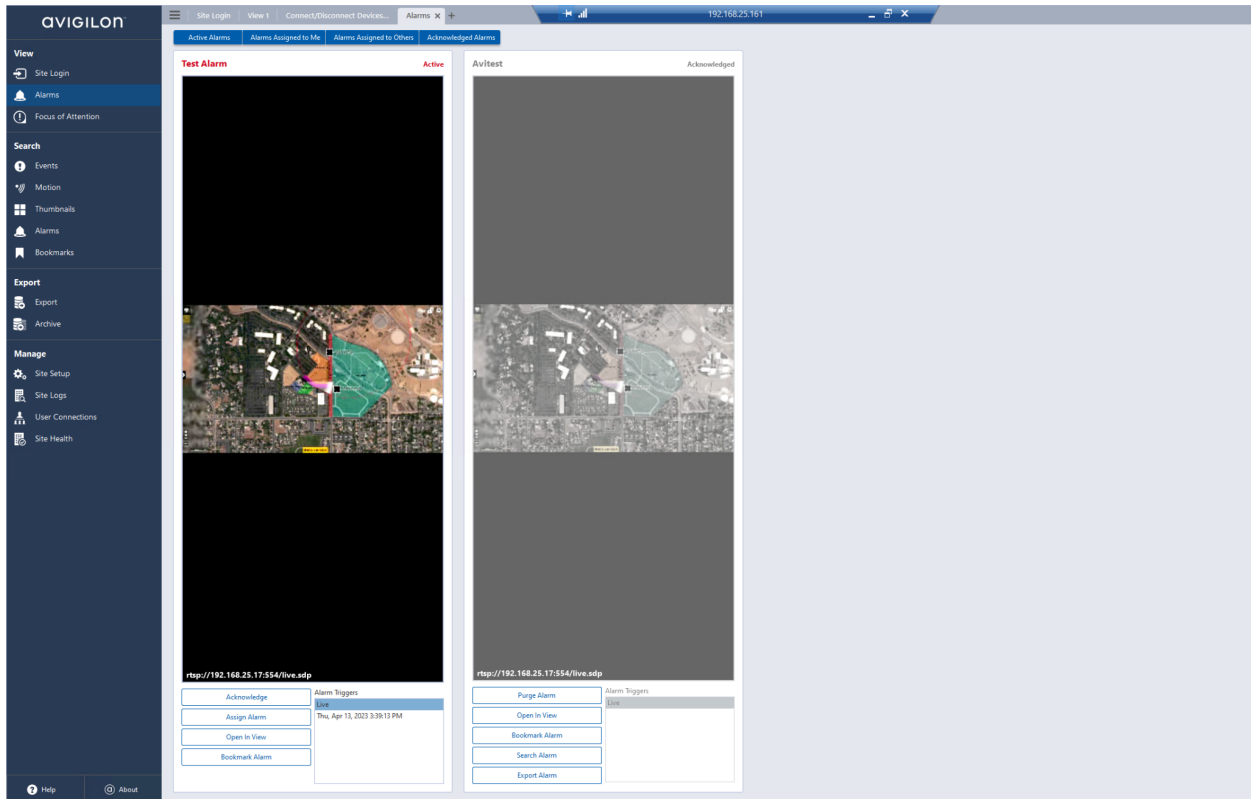 avigilon
Site Login
View 1
Connect/Disconnect Devices...
Alarms
192.168.25.161
Active Alarms
Alarms Assigned to Me
Alarms Assigned to Others
Acknowledged Alarms
View
Site Login
Alarms
Focus of Attention
Search
Events
Motion
Thumbnails
Alarms
Bookmarks
Export
Export
Archive
Manage
Site Setup
Site Logs
User Connections
Site Health
Help
About
Test Alarm
Active
rtsp://192.168.25.17:554/live.sdp
Acknowledge
Assign Alarm
Open In View
Bookmark Alarm
Alarm Triggers
Live
Thu, Apr 13, 2023 3:39:13 PM
Avitest
Acknowledged
rtsp://192.168.25.17:554/live.sdp
Purge Alarm
Open In View
Bookmark Alarm
Search Alarm
Export Alarm
Alarm Triggers
Live